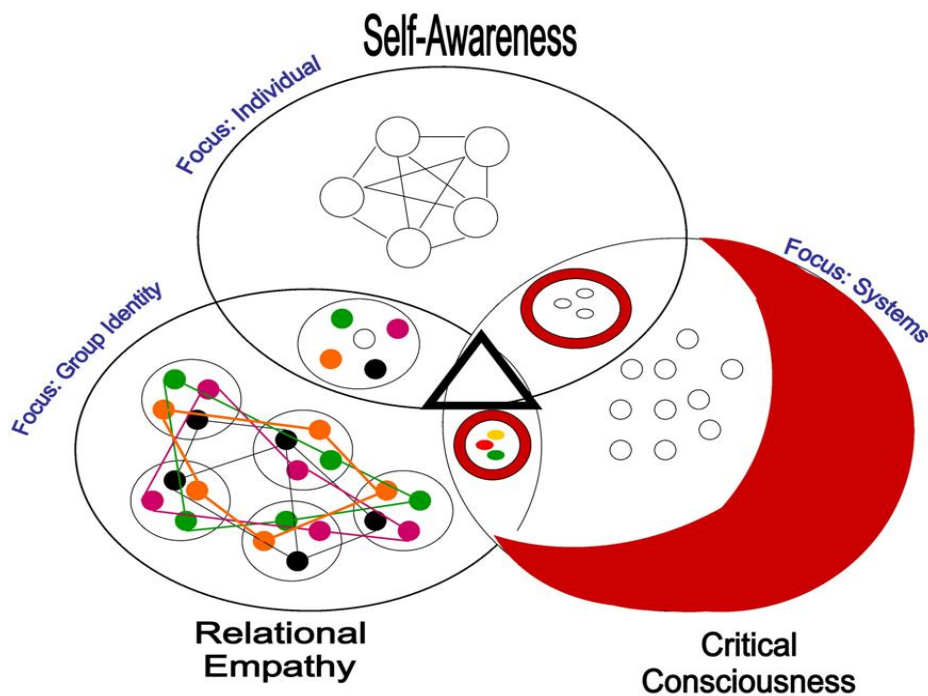 Self-Awareness
Focus: Individual
Focus: Systems
Focus: Group Identity
Relational
Empathy
Critical
Consciousness